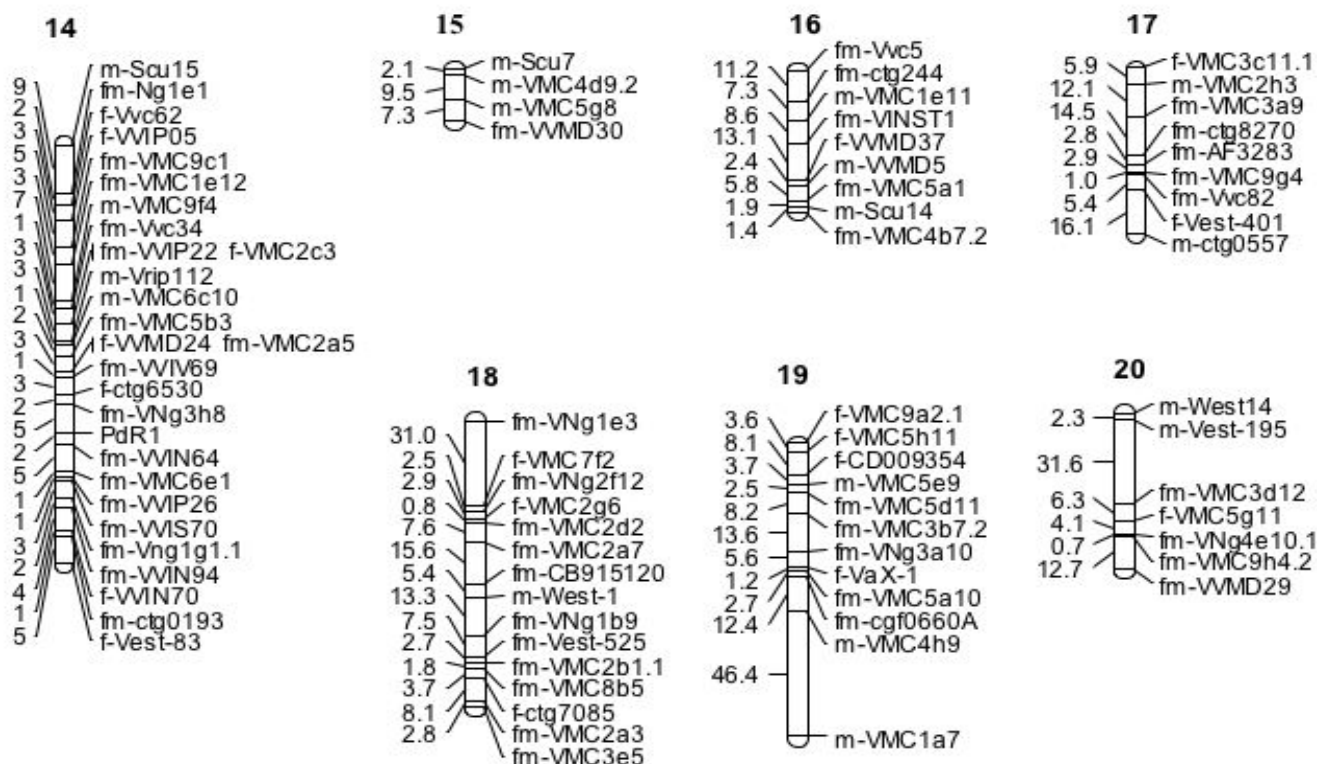 14
9
2
3
5
3
7
1
3
3
1
2
3
1
3
2
5
2
5
1
1
3
2
4
1
5
m-Scu15
fm-Ng1e1
f-Vvc62
f-VVIP05
fm-VMC9c1
fm-VMC1e12
m-VMC9f4
fm-Vvc34
fm-VVIP22 f-VMC2c3
m-Vrip112
m-VMC6c10
fm-VMC5b3
f-VVMD24 fm-VMC2a5
fm-VVIV69
f-ctg6530
fm-VNg3h8
PdR1
fm-VVIN64
fm-VMC6e1
fm-VVIP26
fm-VVIS70
fm-Vng1g1.1
fm-VVIN94
f-VVIN70
fm-ctg0193
f-Vest-83
15
2.1
9.5
7.3
m-Scu7
m-VMC4d9.2
m-VMC5g8
fm-VVMD30
16
11.2
7.3
8.6
13.1
2.4
5.8
1.9
1.4
fm-Vvc5
fm-ctg244
m-VMC1e11
fm-VINST1
f-VVMD37
m-VVMD5
fm-VMC5a1
m-Scu14
fm-VMC4b7.2
17
5.9
12.1
14.5
2.8
2.9
1.0
5.4
16.1
f-VMC3c11.1
m-VMC2h3
fm-VMC3a9
fm-ctg8270
fm-AF3283
fm-VMC9g4
fm-Vvc82
f-Vest-401
m-ctg0557
18
31.0
2.5
2.9
0.8
7.6
15.6
5.4
13.3
7.5
2.7
1.8
3.7
8.1
2.8
fm-VNg1e3
f-VMC7f2
fm-VNg2f12
f-VMC2g6
fm-VMC2d2
fm-VMC2a7
fm-CB915120
m-West-1
fm-VNg1b9
fm-Vest-525
fm-VMC2b1.1
fm-VMC8b5
f-ctg7085
fm-VMC2a3
fm-VMC3e5
19
3.6
8.1
3.7
2.5
8.2
13.6
5.6
1.2
2.7
12.4
46.4
f-VMC9a2.1
f-VMC5h11
f-CD009354
m-VMC5e9
fm-VMC5d11
fm-VMC3b7.2
fm-VNg3a10
f-VaX-1
fm-VMC5a10
fm-cgf0660A
m-VMC4h9
m-VMC1a7
20
2.3
31.6
6.3
4.1
0.7
12.7
m-West14
m-Vest-195
fm-VMC3d12
f-VMC5g11
fm-VNg4e10.1
fm-VMC9h4.2
fm-VVMD29